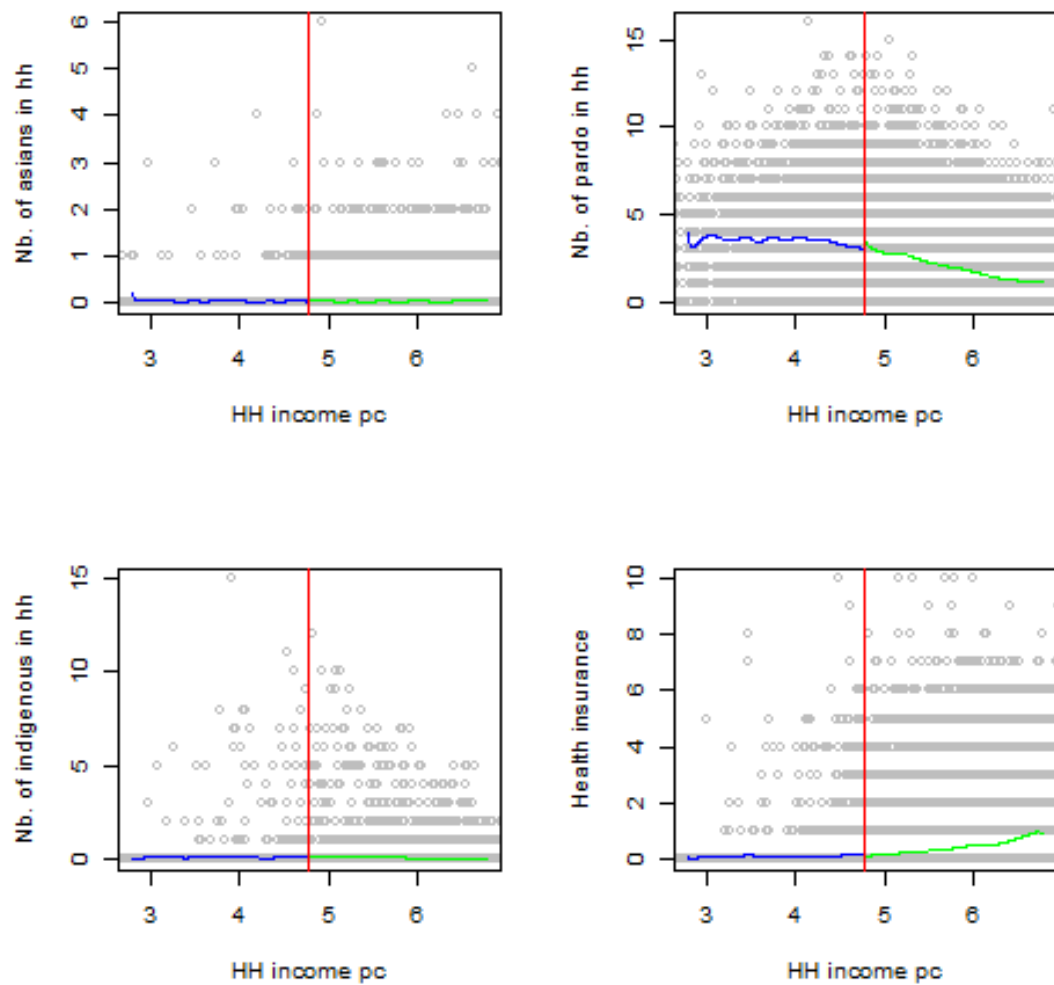 Nb. of asians in hh
0 1 2 3 4 5 6
3 4 5 6
HH income pc
Nb. of pardo in hh
0 5 10 15
3 4 5 6
HH income pc
Nb. of indigenous in hh
0 5 10 15
3 4 5 6
HH income pc
Health insurance
0 2 4 6 8 10
3 4 5 6
HH income pc